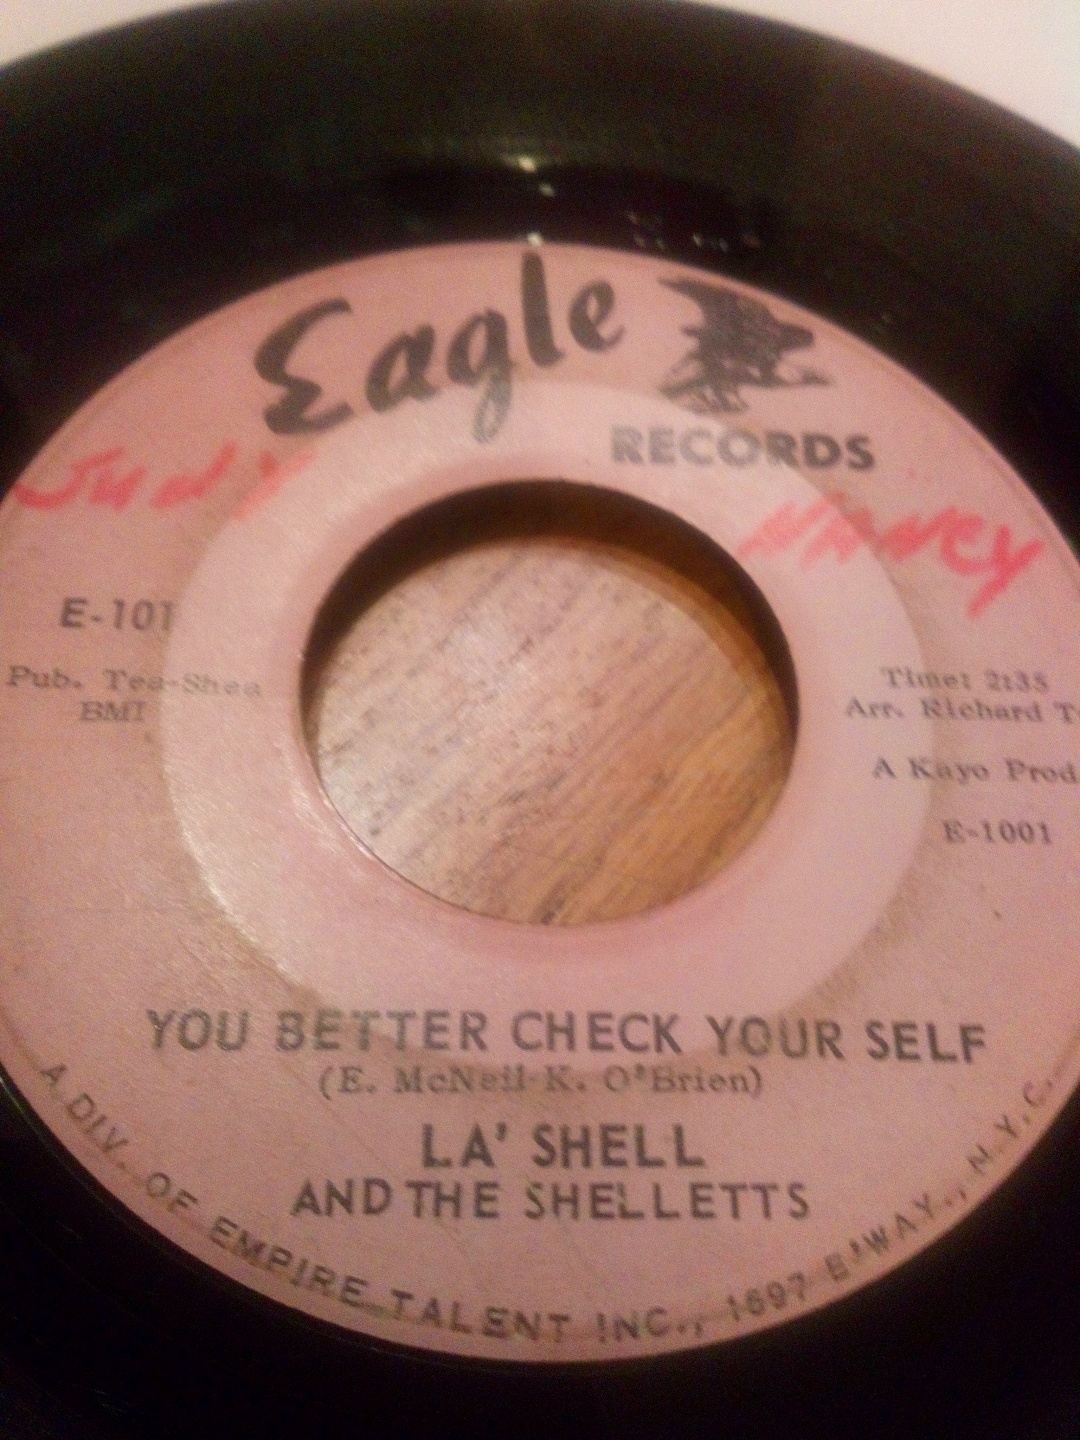 Eagle
RECORDS
JUDY
NANCY
E-101
Pub. Tea-Shea
BMI
Time: 2:35
Arr. Richard
A Kayo Prod
E-1001
YOU BETTER CHECK YOUR SELF
(E. McNeil-K. O'Brien)
LA' SHELL
AND THE SHELLETTS
A DIV. OF EMPIRE TALENT INC., 1697 B'WAY., N.Y.C.